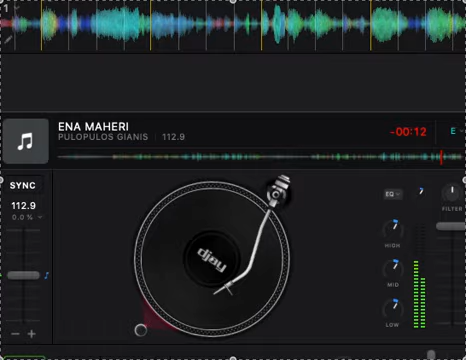 1
ENA MAHERI
PULOPULOS GIANIS 112.9
-00:12
E
SYNC
112.9
0.0 %
djay
EQ
FILTER
HIGH
MID
LOW